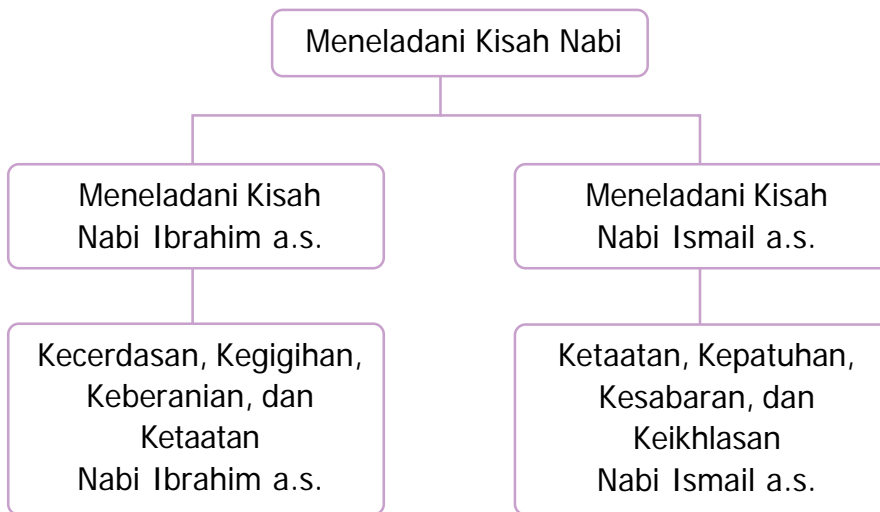 Meneladani Kisah Nabi
Meneladani Kisah
Nabi Ibrahim a.s.
Meneladani Kisah
Nabi Ismail a.s.
Kecerdasan, Kegigihan,
Keberanian, dan
Ketaatan
Nabi Ibrahim a.s.
Ketaatan, Kepatuhan,
Kesabaran, dan
Keikhlasan
Nabi Ismail a.s.